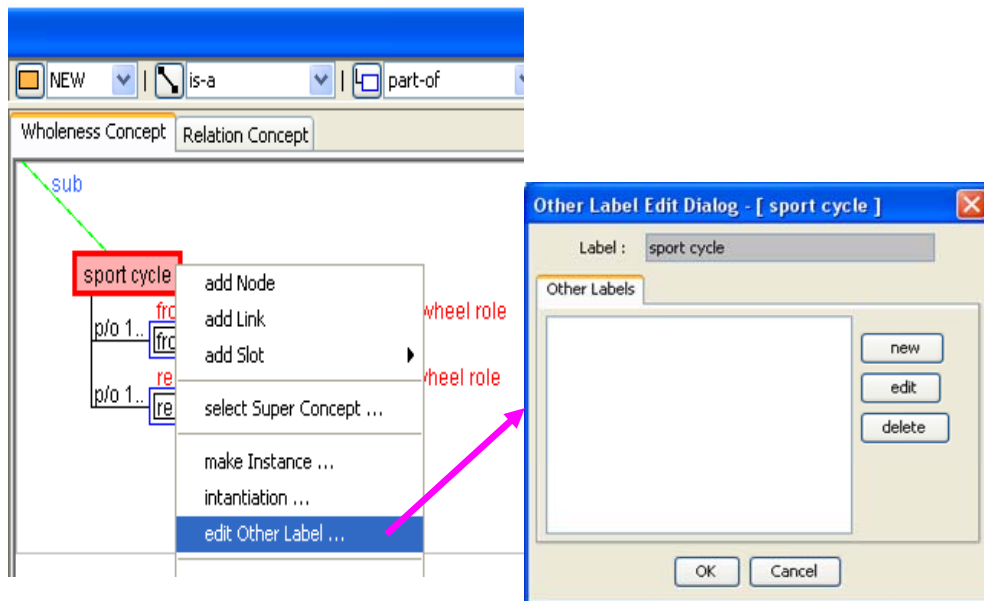 NEW is-a part-of
Wholeness Concept Relation Concept
sub
sport cycle
p/o 1.. wheel role
p/o 1.. wheel role
add Node
add Link
add Slot
select Super Concept ...
make Instance ...
intantiation ...
edit Other Label ...
Other Label Edit Dialog - [ sport cycle ]
Label : sport cycle
Other Labels
new
edit
delete
OK Cancel